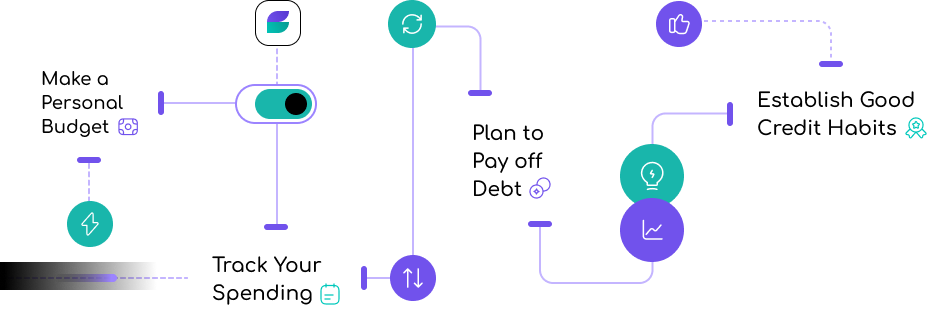 Make a
Personal
Budget
Track Your
Spending
Plan to
Pay off
Debt
Establish Good
Credit Habits